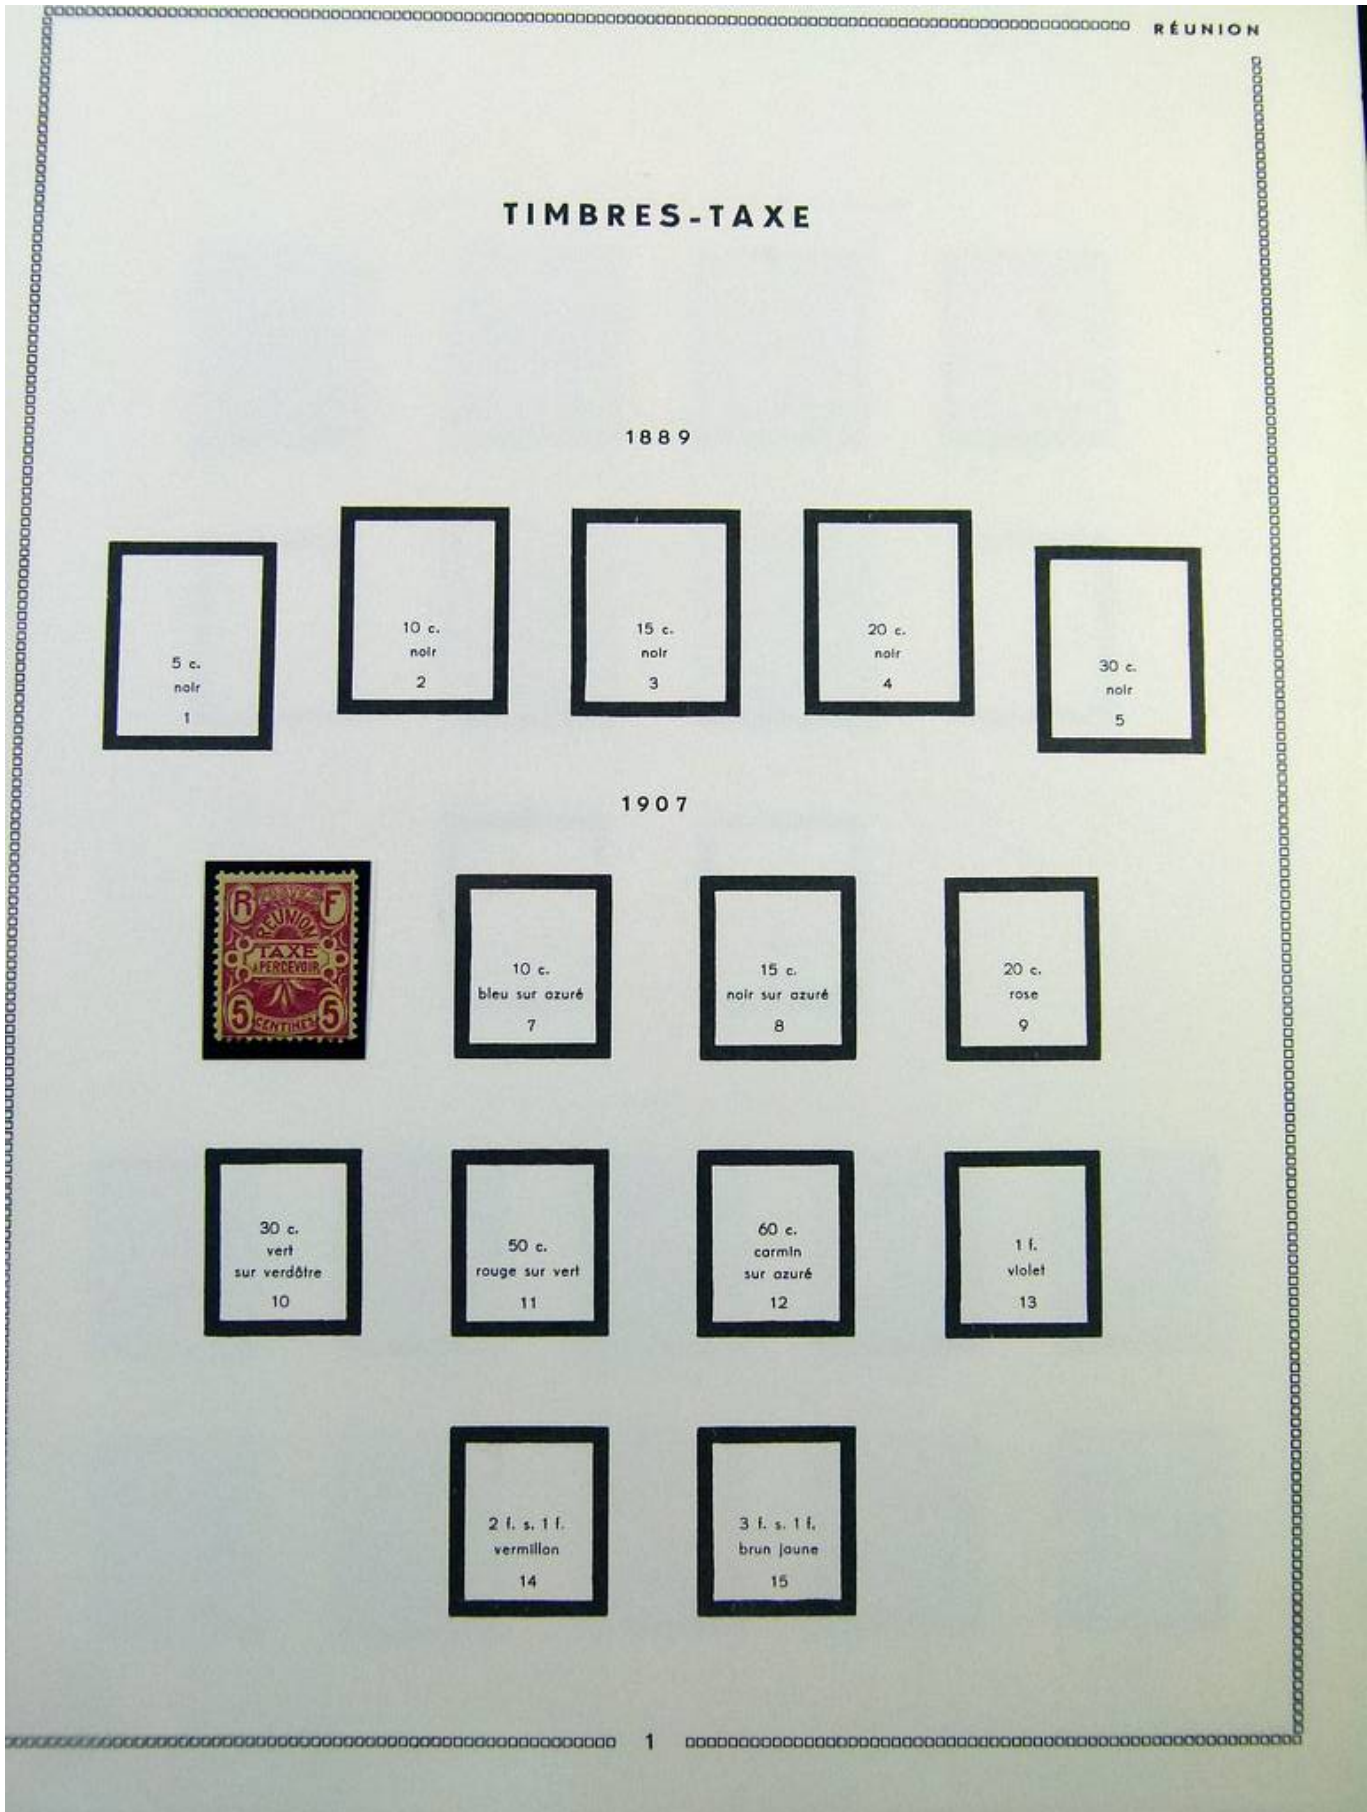 RÉUNION
TIMBRES-TAXE
1889
5 c.
noir
1
10 c.
noir
2
15 c.
noir
3
20 c.
noir
4
30 c.
noir
5
1907
R F
RÉUNION
TAXE
A PERCEVOIR
5 CENTIMES 5
10 c.
bleu sur azuré
7
15 c.
noir sur azuré
8
20 c.
rose
9
30 c.
vert
sur verdâtre
10
50 c.
rouge sur vert
11
60 c.
carmin
sur azuré
12
1 f.
violet
13
2 f. s. 1 f.
vermillon
14
3 f. s. 1 f.
brun jaune
15
1